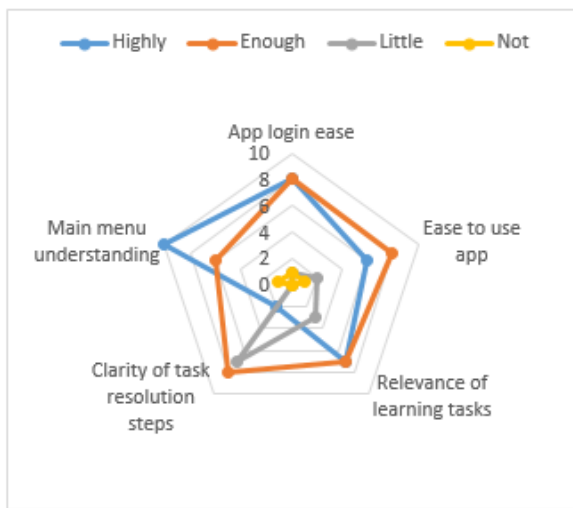 Highly Enough Little Not
App login ease
10
8
6
4
2
0
Main menu
understanding
Ease to use
app
Clarity of task
resolution
steps
Relevance of
learning tasks